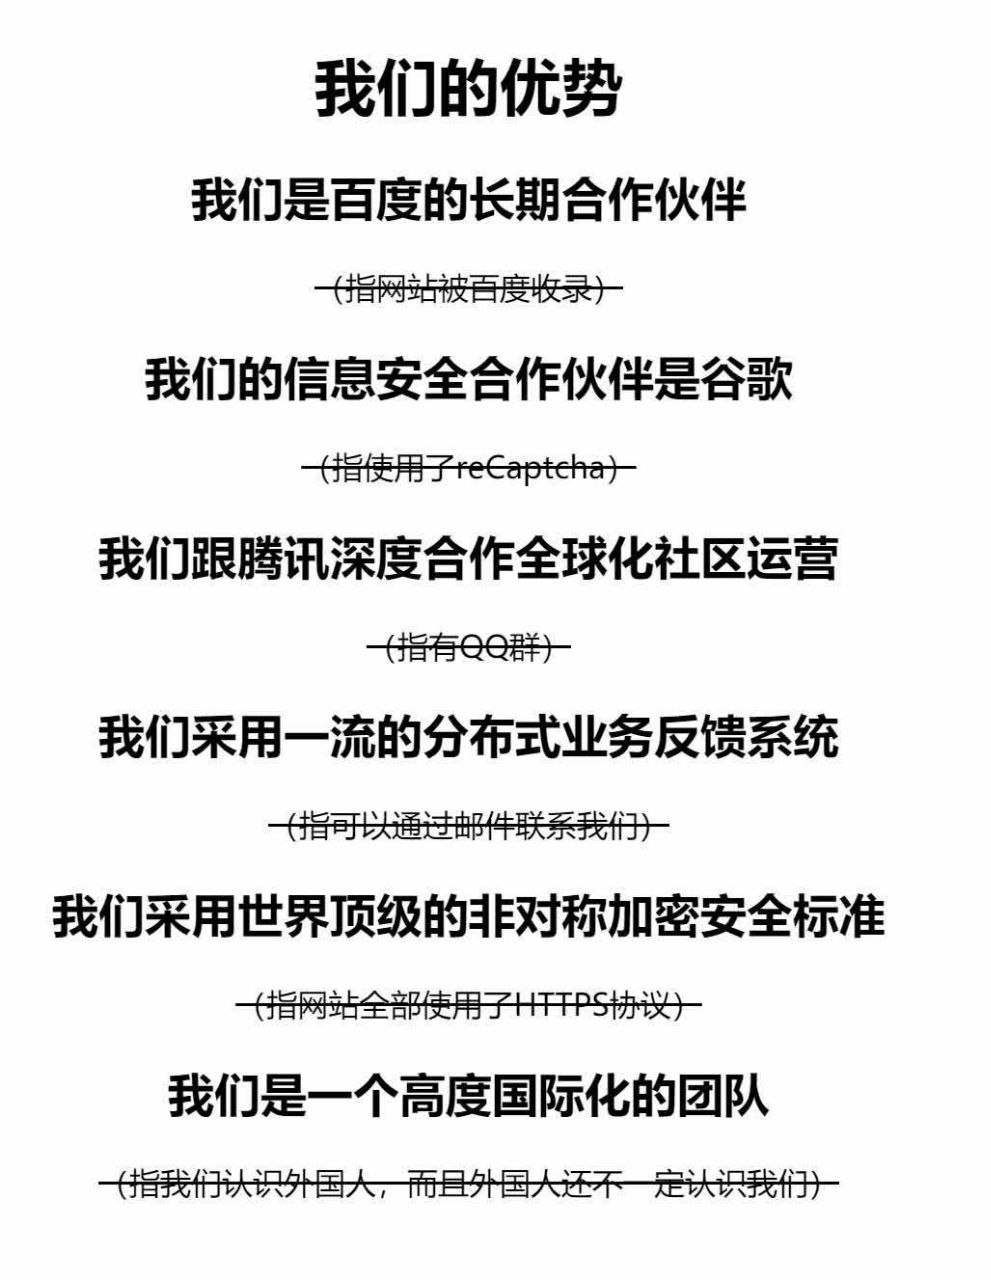 我们的优势
我们是百度的长期合作伙伴
（指网站被百度收录）
我们的信息安全合作伙伴是谷歌
（指使用了reCaptcha）
我们跟腾讯深度合作全球化社区运营
（指有QQ群）
我们采用一流的分布式业务反馈系统
（指可以通过邮件联系我们）
我们采用世界顶级的非对称加密安全标准
（指网站全部使用了HTTPS协议）
我们是一个高度国际化的团队
（指我们认识外国人，而且外国人还不一定认识我们）